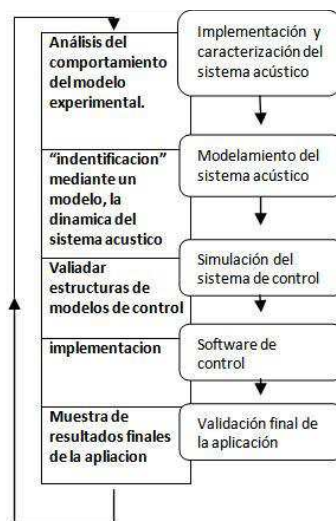 Análisis del
comportamiento
del modelo
experimental.
Implementación y
caracterización del
sistema acústico
“indentificacion”
mediante un
modelo, la
dinamica del
sistema acustico
Modelamiento del
sistema acústico
Valiadar
estructuras de
modelos de control
Simulación del
sistema de control
implementacion
Software de
control
Muestra de
resultados finales
de la apliacion
Validación final de
la aplicación